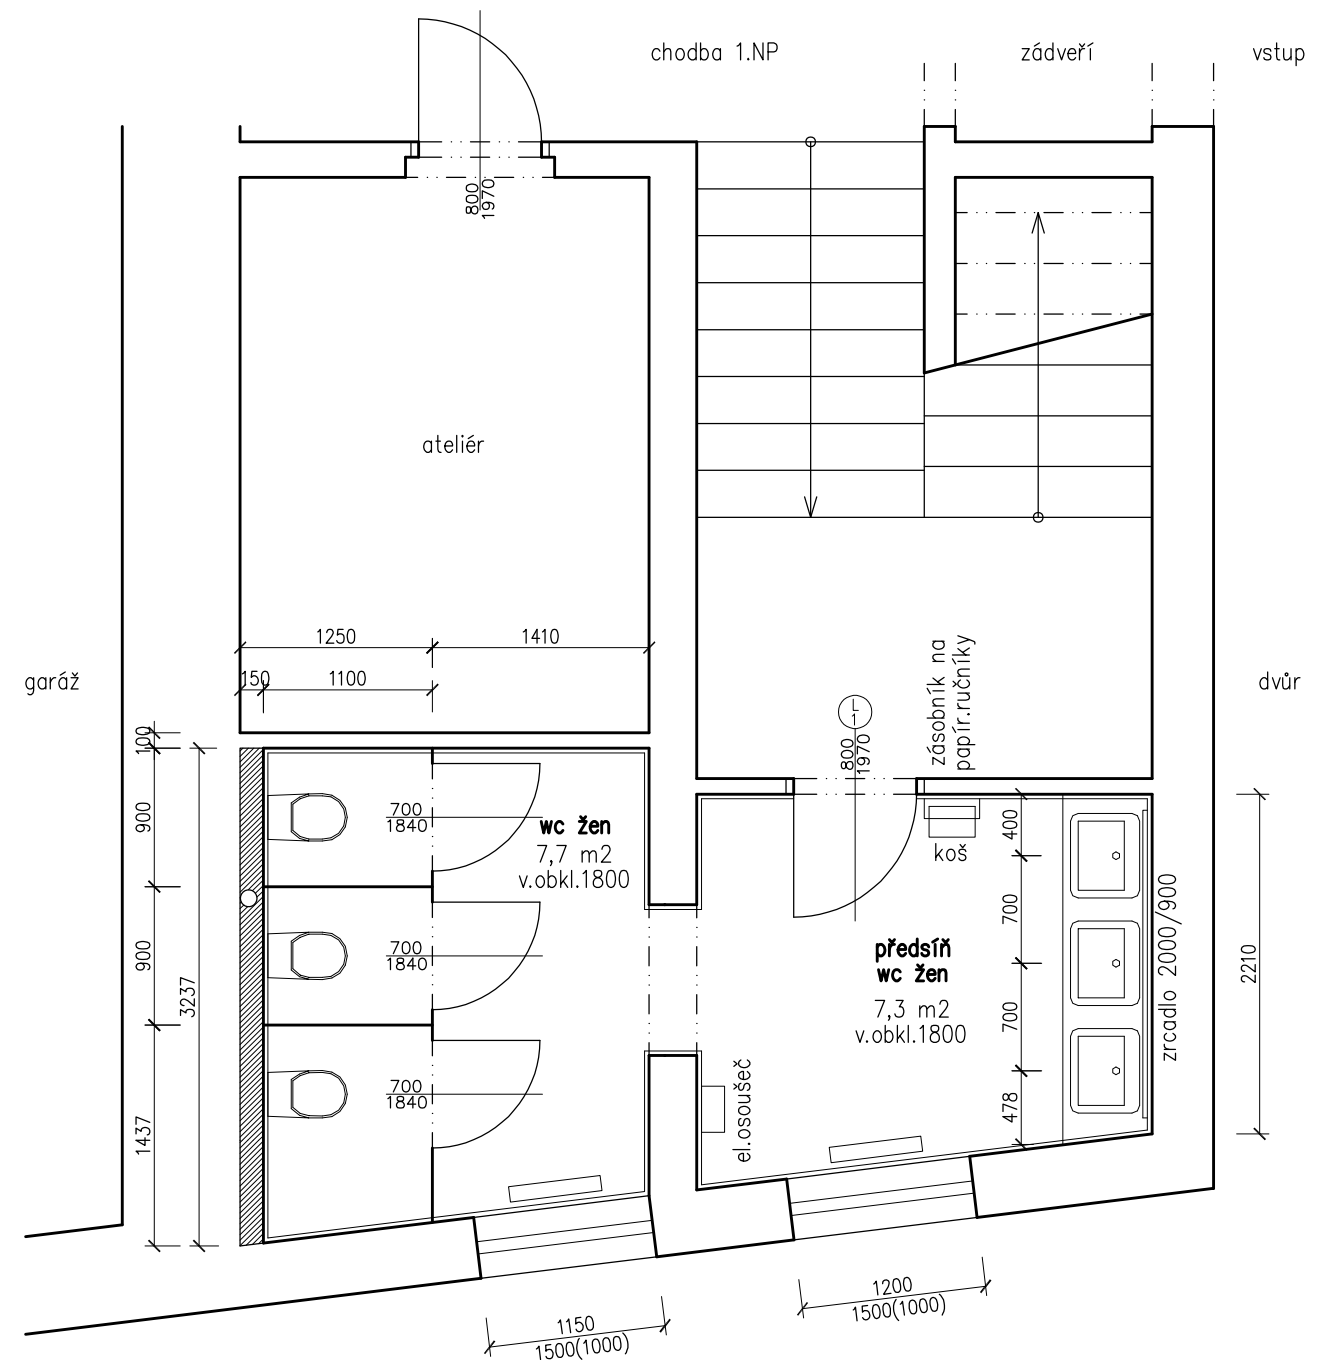 chodba 1.NP
zádveří
vstup
800
1970
ateliér
1250
1410
150
1100
garáž
dvůr
zásobník na
papír.ručníky
L
1
800
1970
100
900
900
3237
1437
700
1840
700
1840
700
1840
wc žen
7,7 m2
v.obkl.1800
koš
400
700
700
478
předsíň
wc žen
7,3 m2
v.obkl.1800
zrcadlo 2000/900
2210
el.osoušeč
1200
1500(1000)
1150
1500(1000)